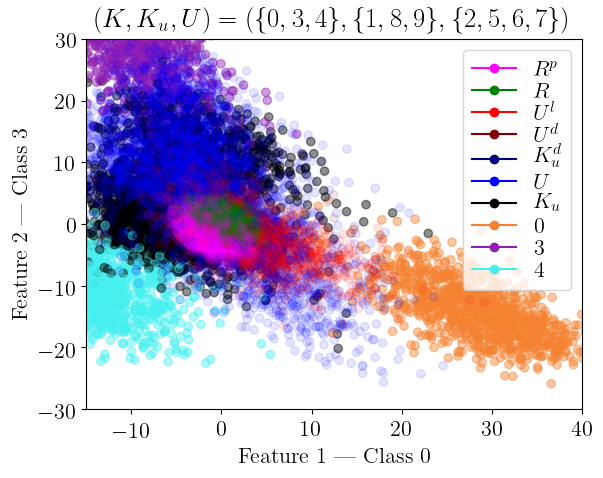 (K, K_u, U) = ({0, 3, 4}, {1, 8, 9}, {2, 5, 6, 7})
30
20
10
0
−10
−20
−30
Feature 2 — Class 3
R^p
R
U^l
U^d
K_u^d
U
K_u
0
3
4
−10
0
10
20
30
40
Feature 1 — Class 0